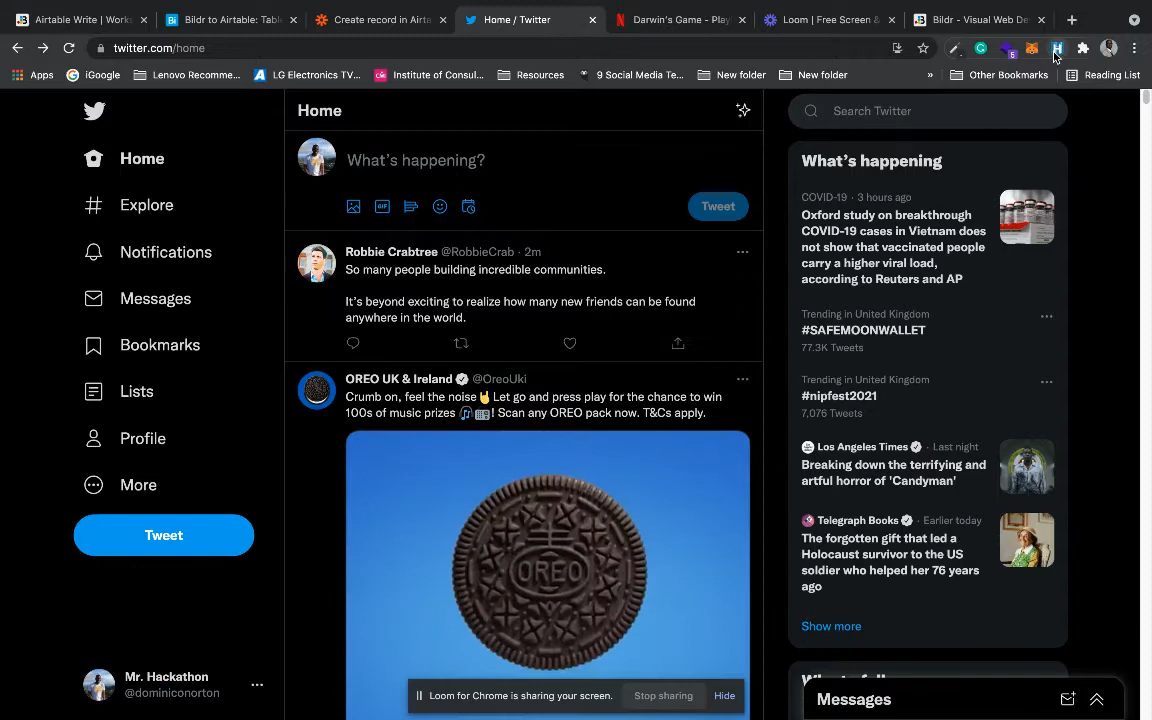 Airtable Write | Works
Bildr to Airtable: Table
Create record in Airta
Home / Twitter
Darwin's Game - Play
Loom | Free Screen &
Bildr - Visual Web De
twitter.com/home
5
Apps
iGoogle
Lenovo Recomme...
LG Electronics TV...
Institute of Consul...
Resources
9 Social Media Te...
New folder
New folder
»
Other Bookmarks
Reading List
Home
Explore
Notifications
Messages
Bookmarks
Lists
Profile
More
Tweet
Mr. Hackathon
@dominiconorton
Home
What's happening?
GIF
Tweet
Robbie Crabtree @RobbieCrab · 2m
So many people building incredible communities.
It's beyond exciting to realize how many new friends can be found
anywhere in the world.
OREO UK & Ireland @OreoUki
Crumb on, feel the noise🤘Let go and press play for the chance to win
100s of music prizes 🎧🎹! Scan any OREO pack now. T&Cs apply.
OREO
Loom for Chrome is sharing your screen.
Stop sharing
Hide
Search Twitter
What's happening
COVID-19 · 3 hours ago
Oxford study on breakthrough
COVID-19 cases in Vietnam does
not show that vaccinated people
carry a higher viral load,
according to Reuters and AP
Trending in United Kingdom
#SAFEMOONWALLET
77.3K Tweets
Trending in United Kingdom
#nipfest2021
7,076 Tweets
Los Angeles Times · Last night
Breaking down the terrifying and
artful horror of 'Candyman'
Telegraph Books · Earlier today
The forgotten gift that led a
Holocaust survivor to the US
soldier who helped her 76 years
ago
Show more
Messages